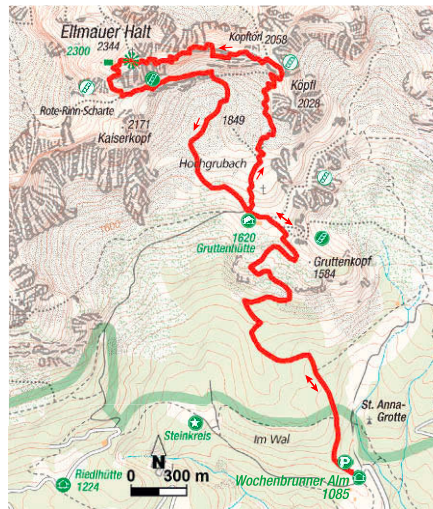 Ellmauer Halt
2344
2300
Kopftörl 2058
Köpfl
2028
Rote-Rinn-Scharte
2171
Kaiserkopf
1849
Hochgrubach
1620
Gruttenhütte
Gruttenkopf
1584
1600
St. Anna-
Grotte
Steinkreis
Im Wal
N
P
Riedlhütte
1224
0 300 m
Wochenbrunner Alm
1085